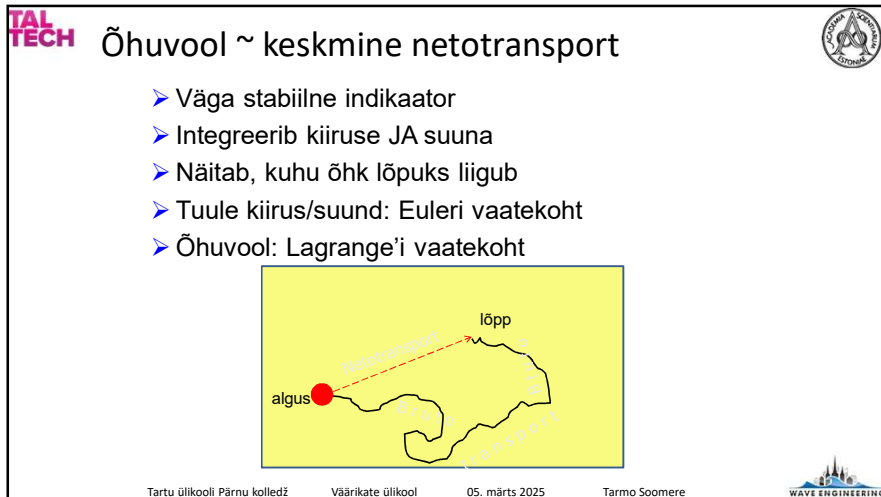 TAL
TECH
Õhuvool ~ keskmine netotransport
Väga stabiilne indikaator
Integreerib kiiruse JA suuna
Näitab, kuhu õhk lõpuks liigub
Tuule kiirus/suund: Euleri vaatekoht
Õhuvool: Lagrange'i vaatekoht
lõpp
Netotransport
algus
transport
Tartu ülikooli Pärnu kolledž Väärikate ülikool 05. märts 2025 Tarmo Soomere
WAVE ENGINEERING